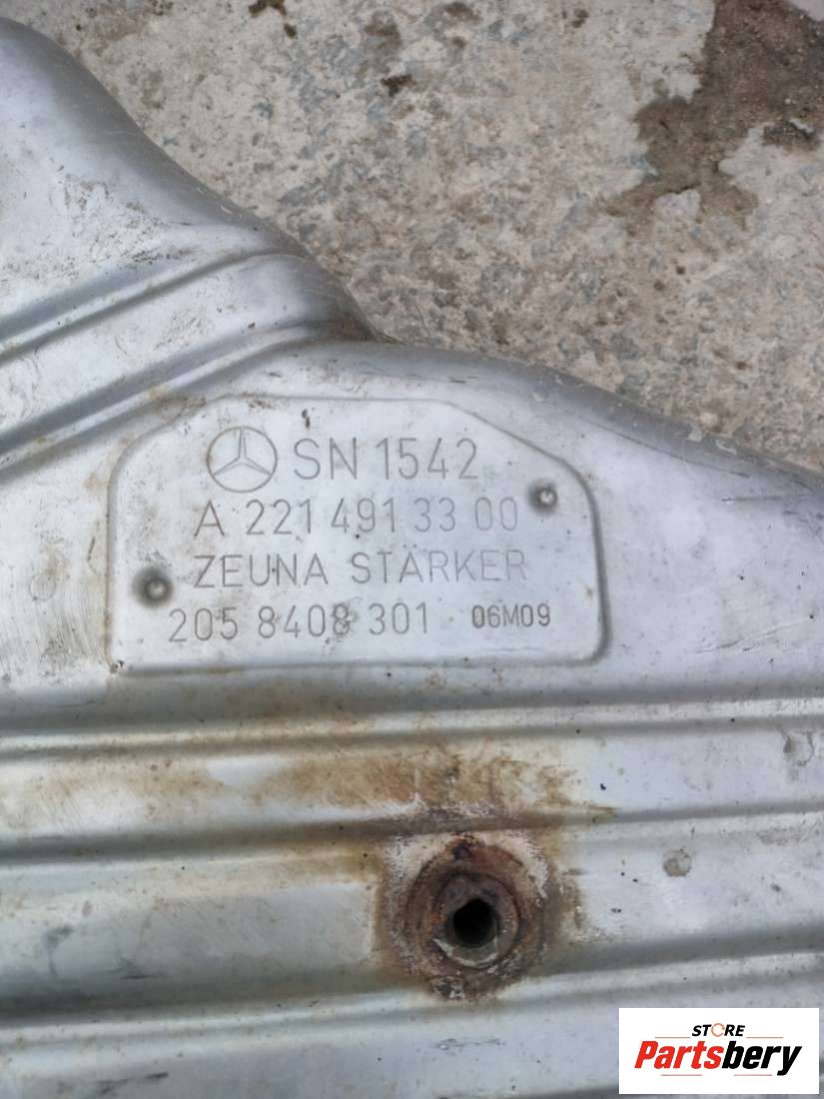 SN 1542
A 221 491 33 00
ZEUNA STÄRKER
205 8408 301 06M09
STORE
Partsbery